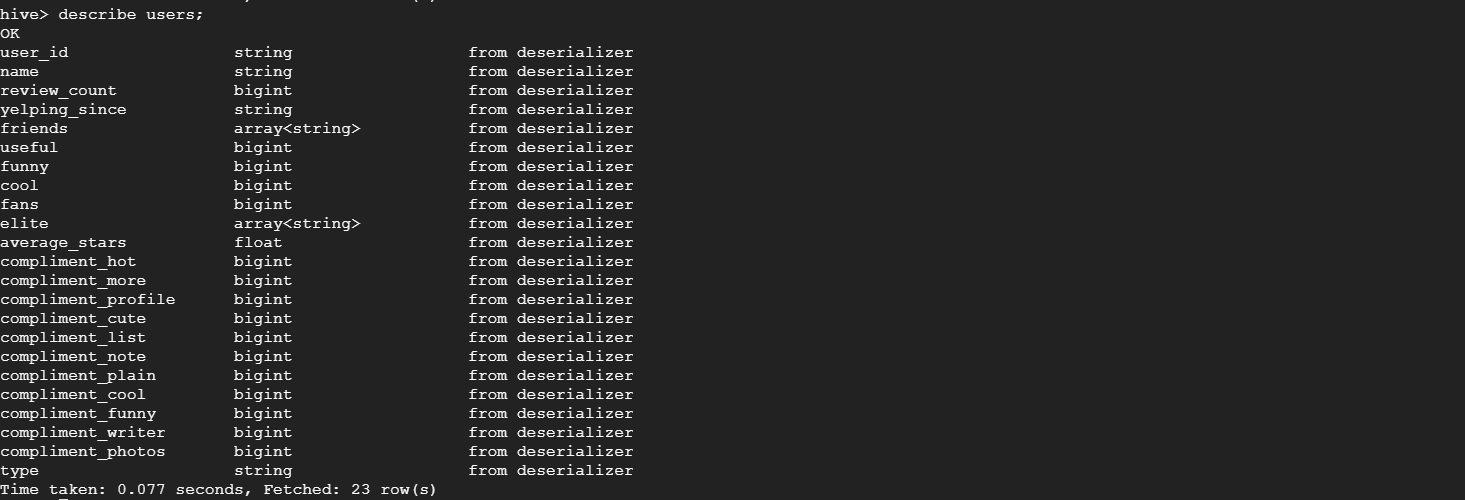 hive> describe users;
OK
user_id string from deserializer
name string from deserializer
review_count bigint from deserializer
yelping_since string from deserializer
friends array<string> from deserializer
useful bigint from deserializer
funny bigint from deserializer
cool bigint from deserializer
fans bigint from deserializer
elite array<string> from deserializer
average_stars float from deserializer
compliment_hot bigint from deserializer
compliment_more bigint from deserializer
compliment_profile bigint from deserializer
compliment_cute bigint from deserializer
compliment_list bigint from deserializer
compliment_note bigint from deserializer
compliment_plain bigint from deserializer
compliment_cool bigint from deserializer
compliment_funny bigint from deserializer
compliment_writer bigint from deserializer
compliment_photos bigint from deserializer
type string from deserializer
Time taken: 0.077 seconds, Fetched: 23 row(s)